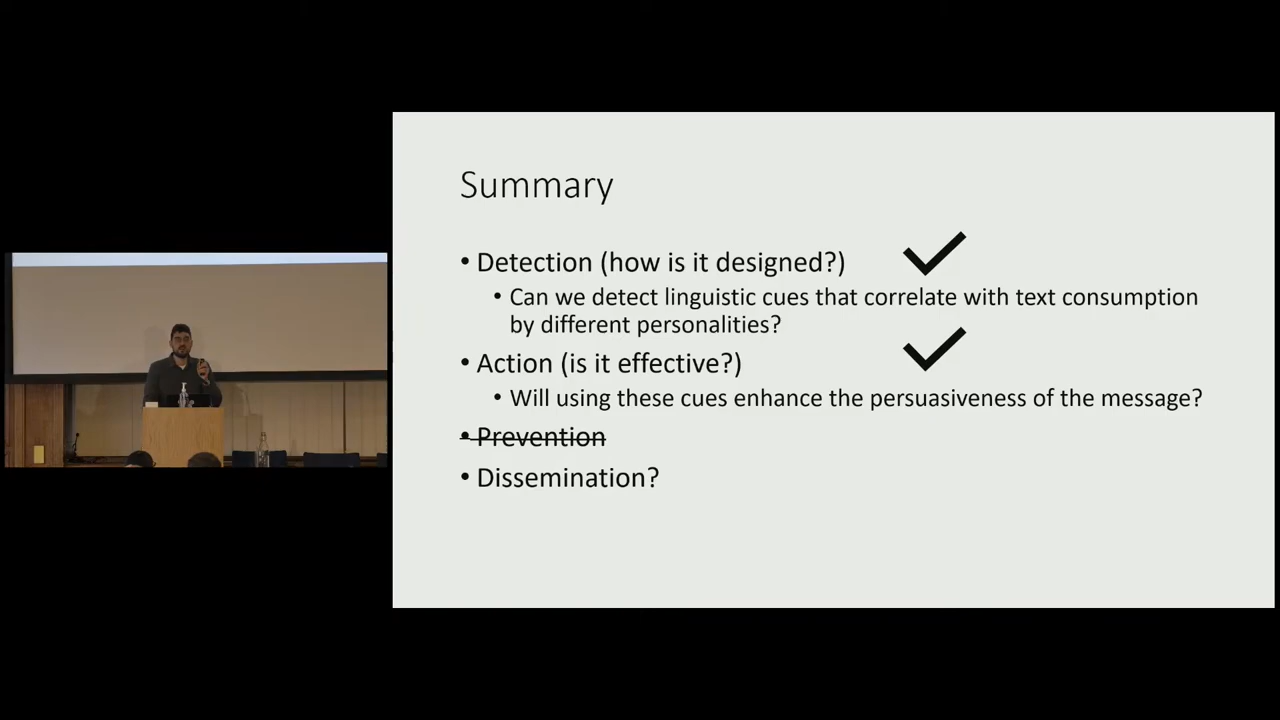 Summary
• Detection (how is it designed?)
• Can we detect linguistic cues that correlate with text consumption
by different personalities?
• Action (is it effective?)
• Will using these cues enhance the persuasiveness of the message?
• Prevention
• Dissemination?